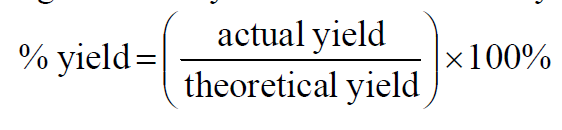 % yield = (actual yield / theoretical yield) ×100%